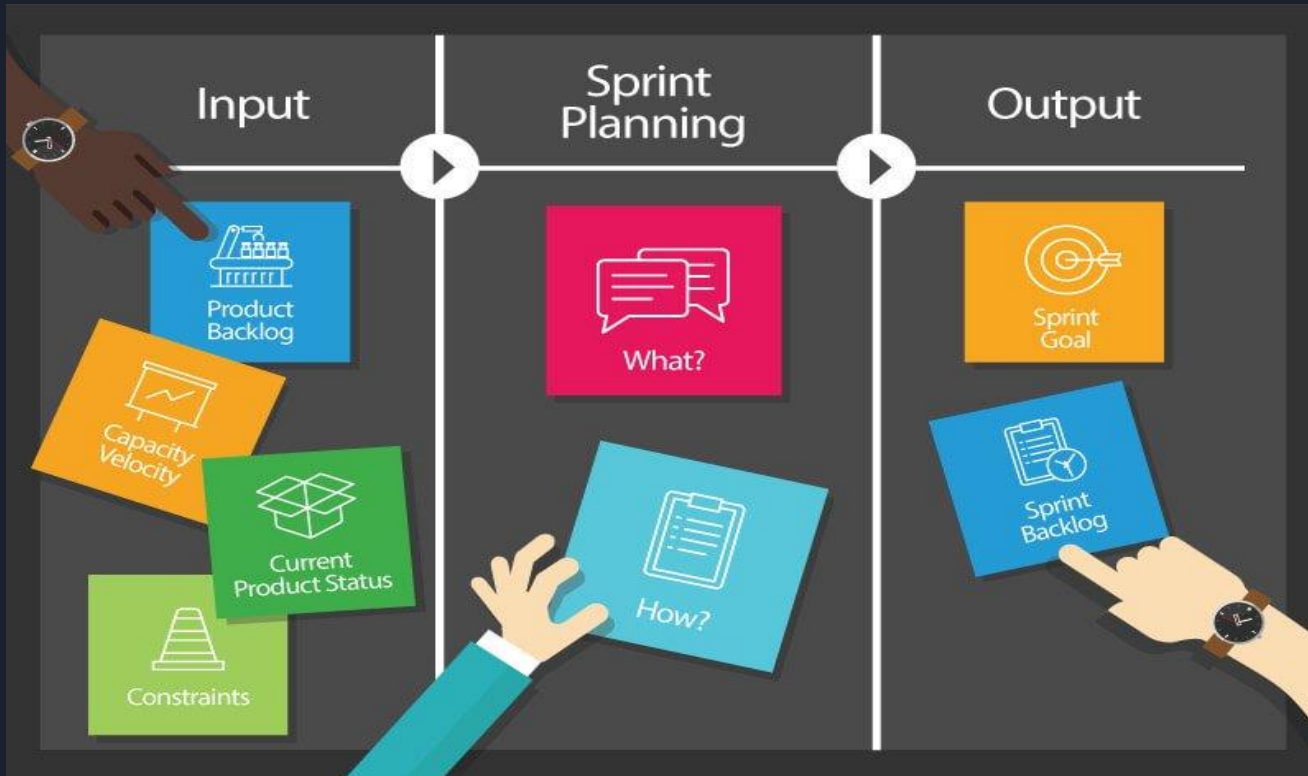 Input
Sprint
Planning
Output
Product
Backlog
Capacity
Velocity
Current
Product Status
Constraints
What?
How?
Sprint
Goal
Sprint
Backlog